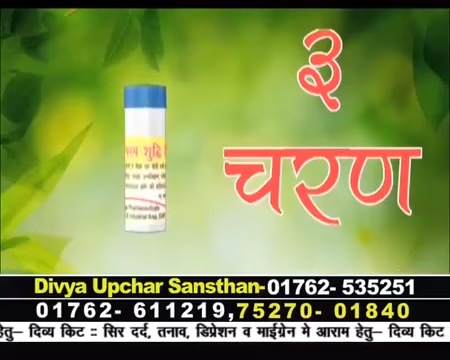 ३
चरण
शुद्धि
Divya Upchar Sansthan-01762- 535251
01762- 611219,75270- 01840
हेतु– दिव्य किट :: सिर दर्द, तनाव, डिप्रेशन व माईग्रेन मे आराम हेतु– दिव्य किट